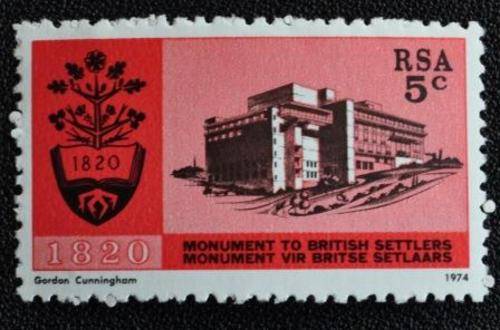 RSA
5c
1820
1820
MONUMENT TO BRITISH SETTLERS
MONUMENT VIR BRITSE SETLAARS
Gordon Cunningham
1974